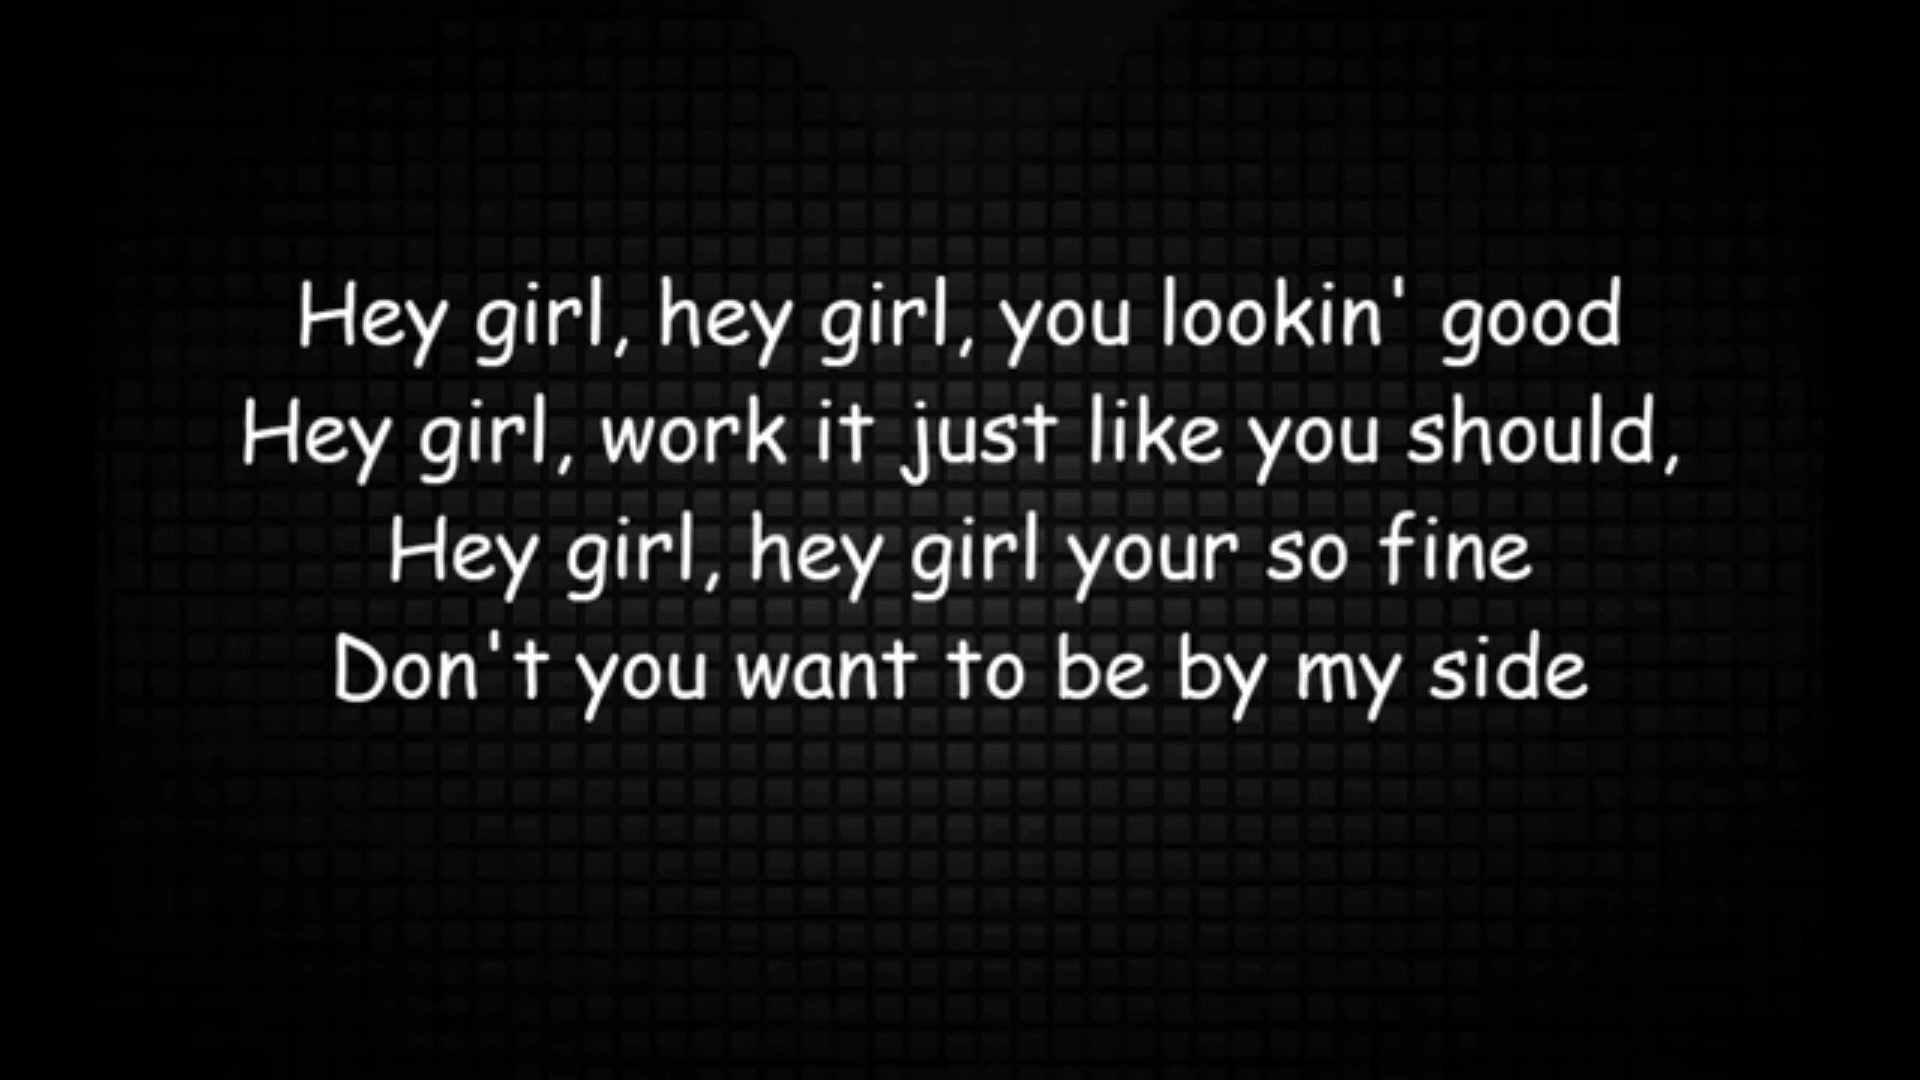 Hey girl, hey girl, you lookin' good
Hey girl, work it just like you should,
Hey girl, hey girl your so fine
Don't you want to be by my side